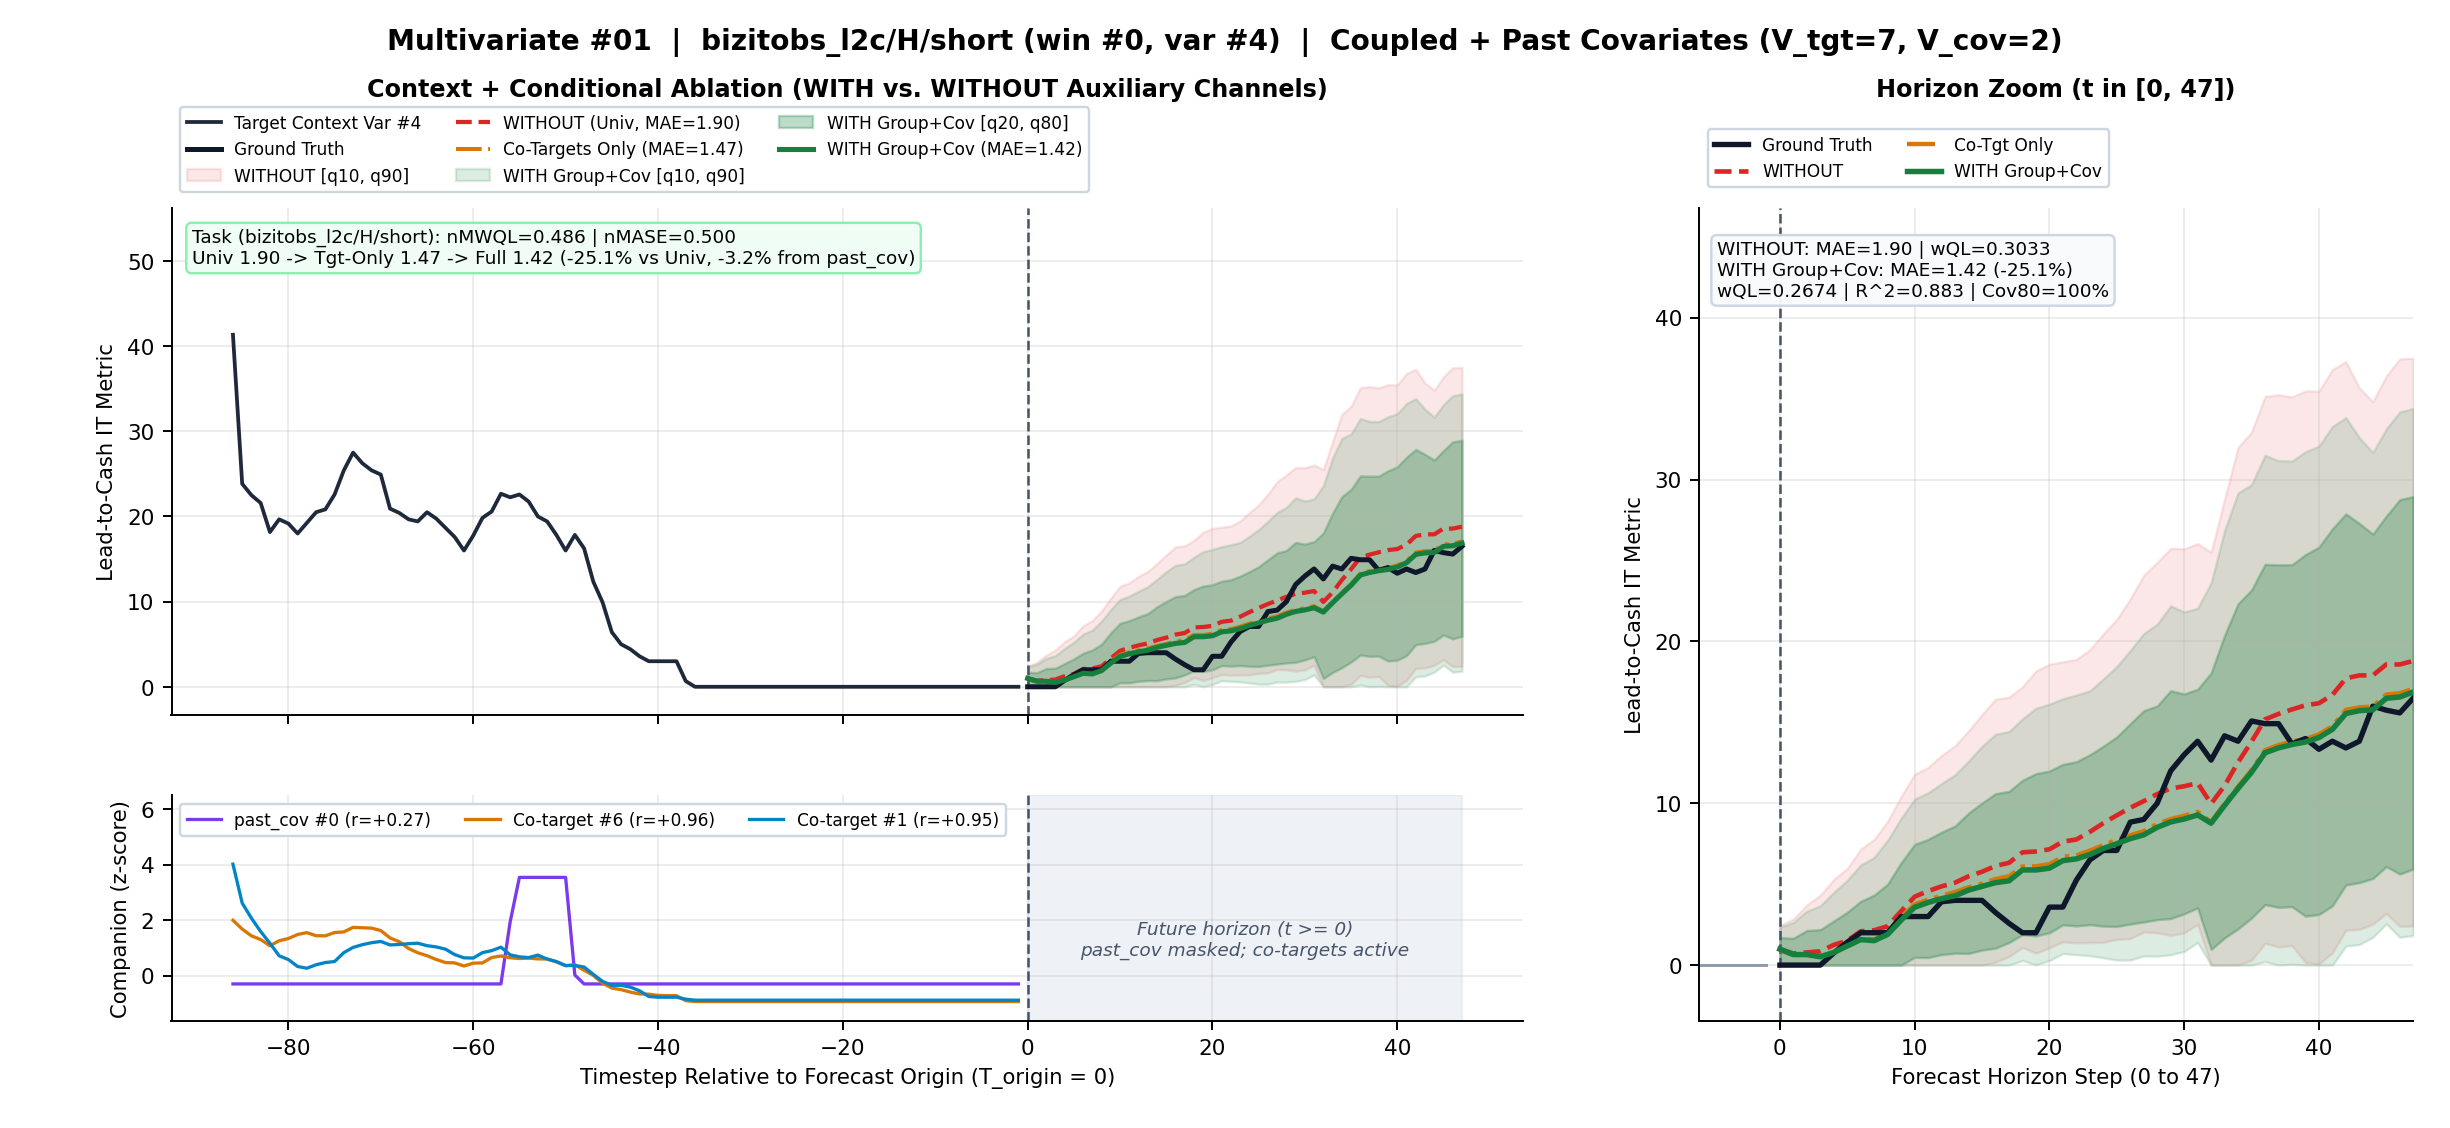 Multivariate #01 | bizitobs_l2c/H/short (win #0, var #4) | Coupled + Past Covariates (V_tgt=7, V_cov=2)
Context + Conditional Ablation (WITH vs. WITHOUT Auxiliary Channels)
Target Context Var #4
Ground Truth
WITHOUT [q10, q90]
WITHOUT (Univ, MAE=1.90)
Co-Targets Only (MAE=1.47)
WITH Group+Cov [q10, q90]
WITH Group+Cov [q20, q80]
WITH Group+Cov (MAE=1.42)
Task (bizitobs_l2c/H/short): nMWQL=0.486 | nMASE=0.500
Univ 1.90 -> Tgt-Only 1.47 -> Full 1.42 (-25.1% vs Univ, -3.2% from past_cov)
Lead-to-Cash IT Metric
50
40
30
20
10
0
past_cov #0 (r=+0.27)
Co-target #6 (r=+0.96)
Co-target #1 (r=+0.95)
Companion (z-score)
6
4
2
0
Future horizon (t >= 0)
past_cov masked; co-targets active
−80
−60
−40
−20
0
20
40
Timestep Relative to Forecast Origin (T_origin = 0)
Horizon Zoom (t in [0, 47])
Ground Truth
WITHOUT
Co-Tgt Only
WITH Group+Cov
WITHOUT: MAE=1.90 | wQL=0.3033
WITH Group+Cov: MAE=1.42 (-25.1%)
wQL=0.2674 | R^2=0.883 | Cov80=100%
Lead-to-Cash IT Metric
40
30
20
10
0
0
10
20
30
40
Forecast Horizon Step (0 to 47)